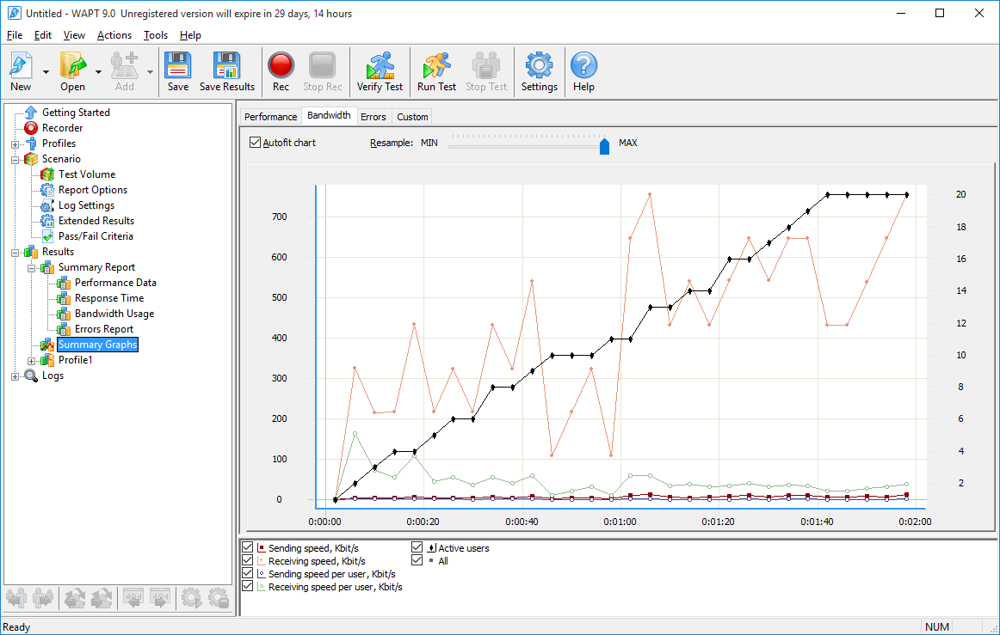 Untitled - WAPT 9.0  Unregistered version will expire in 29 days, 14 hours
File Edit View Actions Tools Help
New Open Add Save Save Results Rec Stop Rec Verify Test Run Test Stop Test Settings Help
Getting Started
Recorder
Profiles
Scenario
Test Volume
Report Options
Log Settings
Extended Results
Pass/Fail Criteria
Results
Summary Report
Performance Data
Response Time
Bandwidth Usage
Errors Report
Summary Graphs
Profile1
Logs
404 404
Performance Bandwidth Errors Custom
Autofit chart Resample: MIN MAX
700
600
500
400
300
200
100
0
20
18
16
14
12
10
8
6
4
2
0:00:00 0:00:20 0:00:40 0:01:00 0:01:20 0:01:40 0:02:00
Sending speed, Kbit/s
Receiving speed, Kbit/s
Sending speed per user, Kbit/s
Receiving speed per user, Kbit/s
Active users
All
Ready NUM